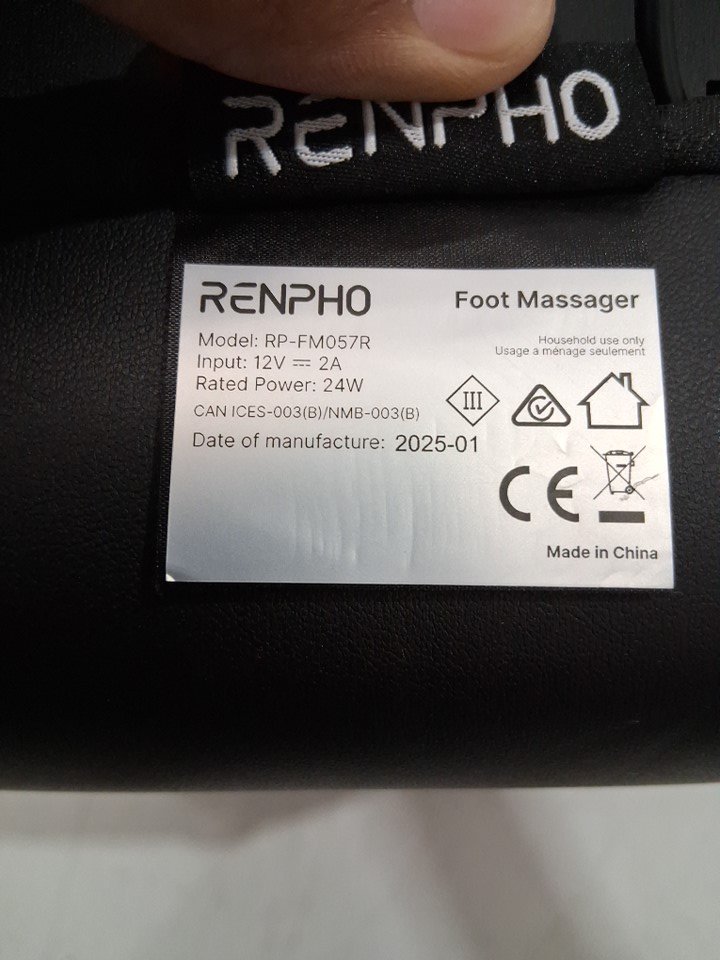 RENPHO
RENPHO
Foot Massager
Model: RP-FM057R
Input: 12V ⎓ 2A
Rated Power: 24W
CAN ICES-003(B)/NMB-003(B)
Date of manufacture: 2025-01
Household use only
Usage a ménage seulement
III
CE
Made in China